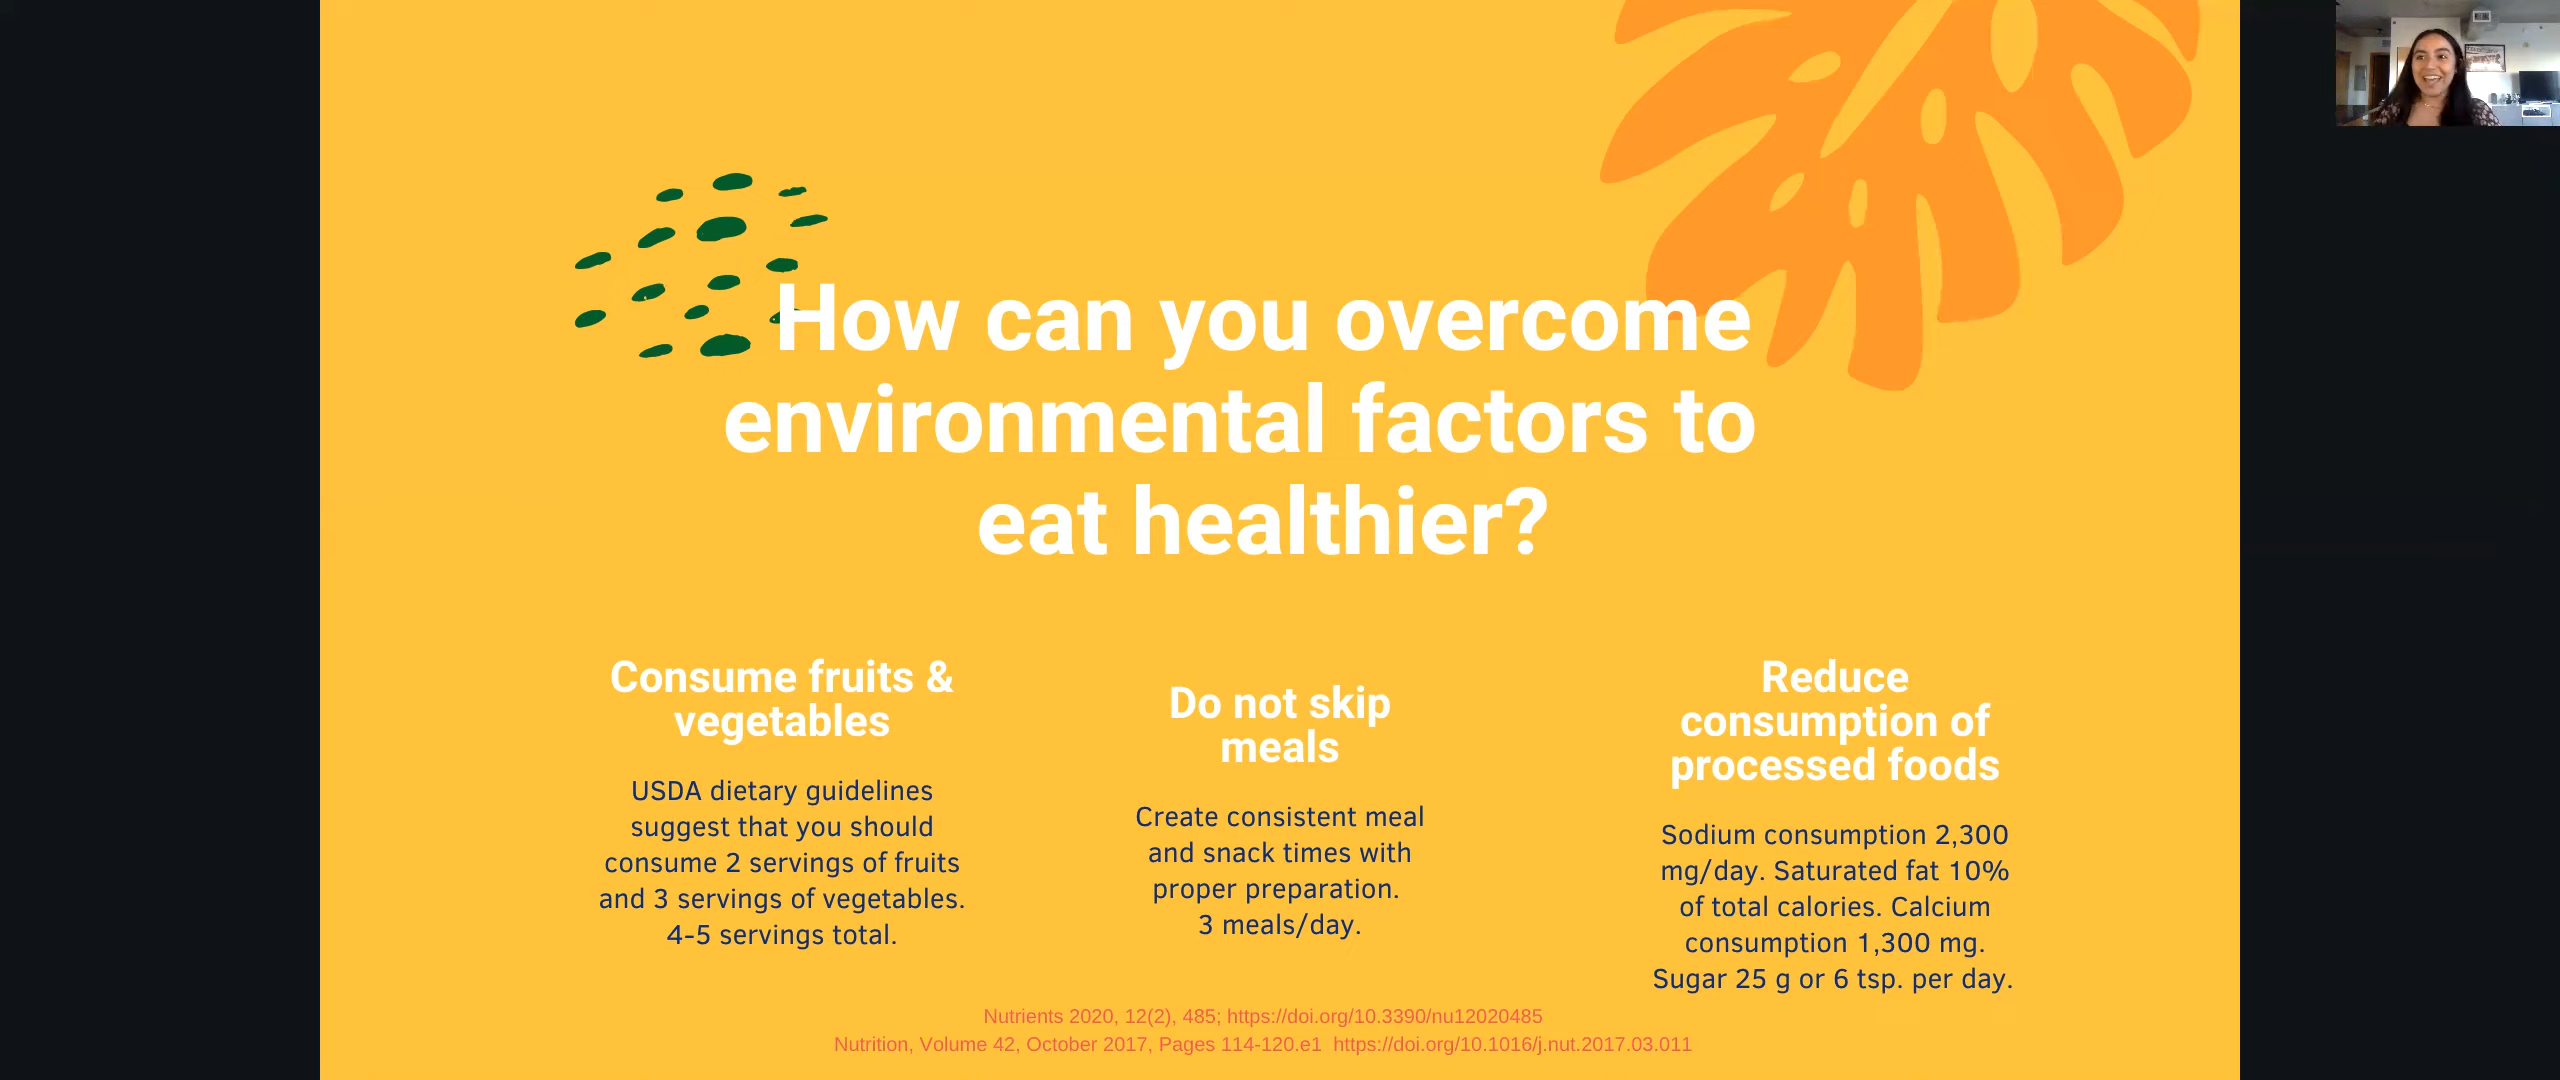 How can you overcome
environmental factors to
eat healthier?
Consume fruits &
vegetables
USDA dietary guidelines
suggest that you should
consume 2 servings of fruits
and 3 servings of vegetables.
4-5 servings total.
Do not skip
meals
Create consistent meal
and snack times with
proper preparation.
3 meals/day.
Reduce
consumption of
processed foods
Sodium consumption 2,300
mg/day. Saturated fat 10%
of total calories. Calcium
consumption 1,300 mg.
Sugar 25 g or 6 tsp. per day.
Nutrients 2020, 12(2), 485; https://doi.org/10.3390/nu12020485
Nutrition, Volume 42, October 2017, Pages 114-120.e1 https://doi.org/10.1016/j.nut.2017.03.011